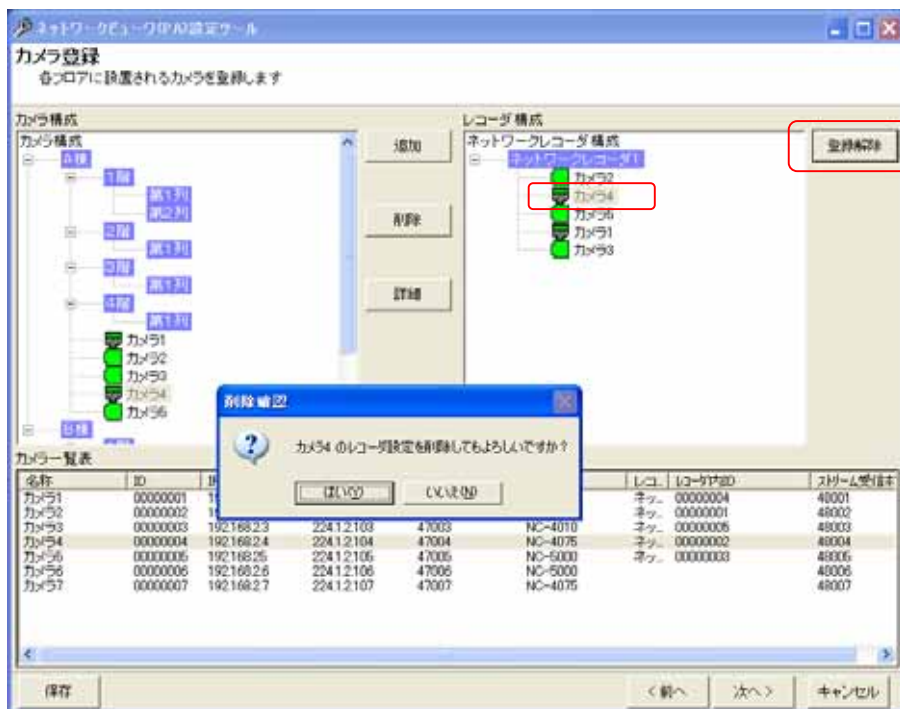 ネットワークビューワ(PA)設定ツール
カメラ登録
各フロアに設置されるカメラを登録します
カメラ構成
レコーダ構成
カメラ構成
A棟
1階
第1列
第2列
2階
第1列
3階
第1列
4階
第1列
カメラ1
カメラ2
カメラ3
カメラ4
B棟
追加
削除
詳細
ネットワークレコーダ構成
ネットワークレコーダ1
カメラ2
カメラ4
カメラ1
カメラ3
登録解除
削除確認
カメラ4 のレコーダ設定を削除してもよろしいですか？
はい(Y)
いいえ(N)
カメラ一覧表
名称 ID レコ.. レコーダ内ID ストリーム受信ポ
カメラ1 00000001 ネッ.. 00000004 48001
カメラ2 00000002 ネッ.. 00000001 48002
カメラ3 00000003 192.168.2.3 224.1.2.103 47003 NC-4010 ネッ.. 00000005 48003
カメラ4 00000004 192.168.2.4 224.1.2.104 47004 NC-4075 ネッ.. 00000002 48004
00000005 192.168.2.5 224.1.2.105 47005 NC-5000 ネッ.. 00000003 48005
カメラ6 00000006 192.168.2.6 224.1.2.106 47006 NC-5000 48006
カメラ7 00000007 192.168.2.7 224.1.2.107 47007 NC-4075 48007
保存
< 前へ
次へ >
キャンセル